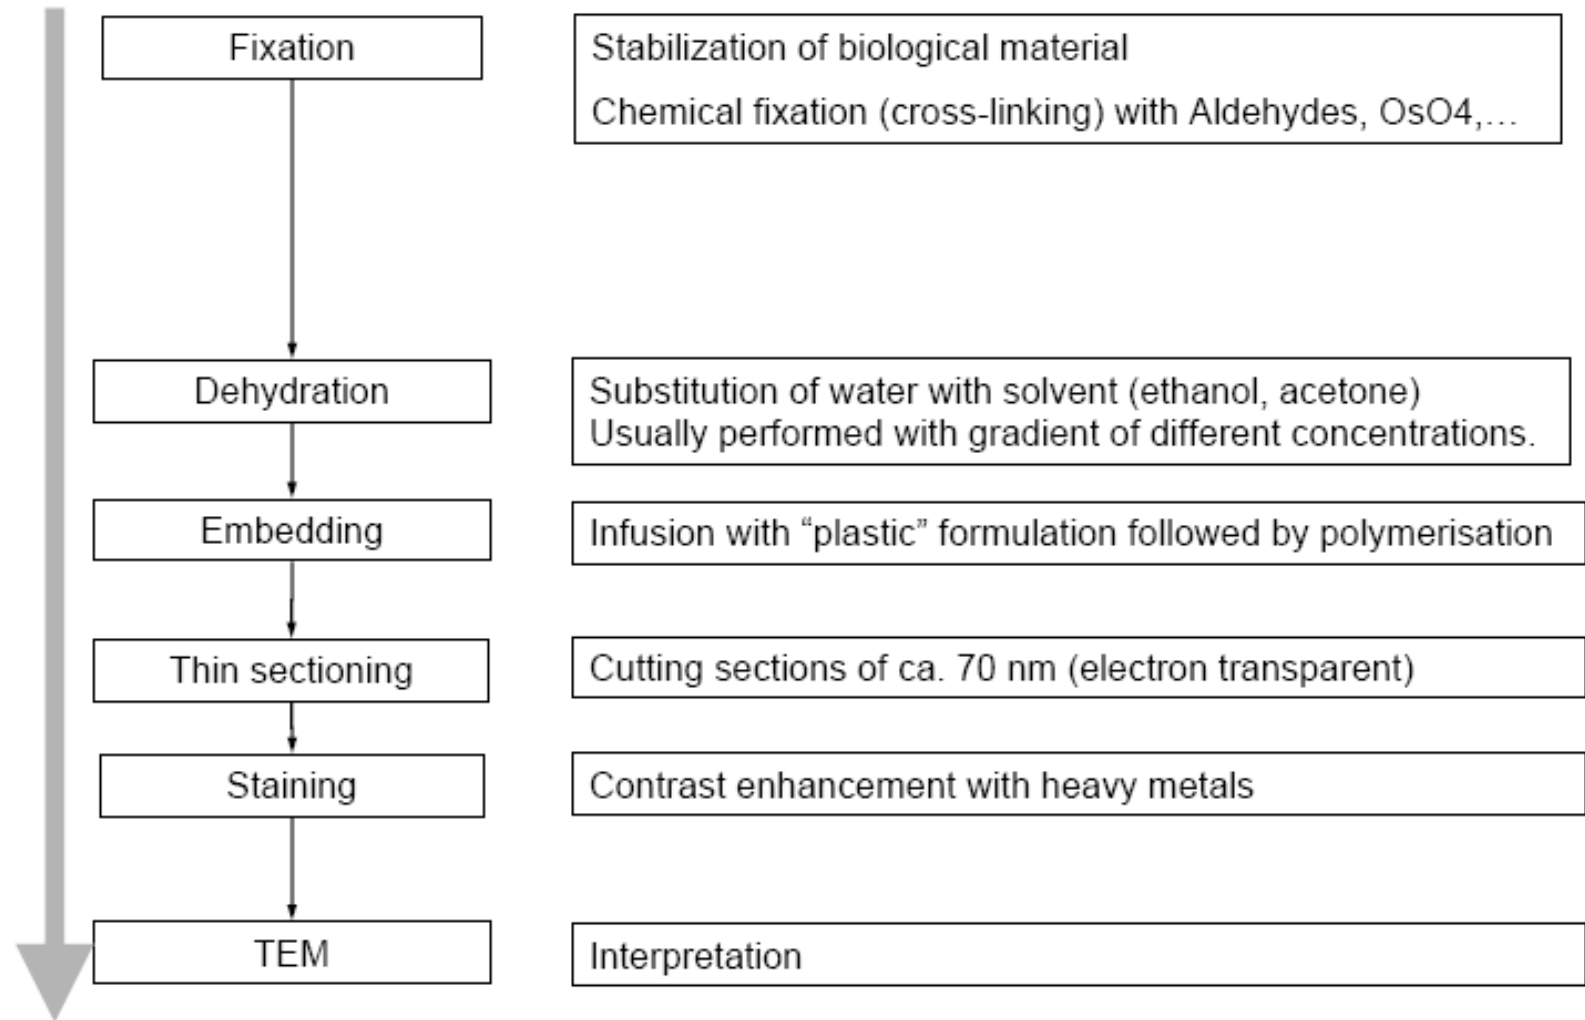 Fixation
Stabilization of biological material
Chemical fixation (cross-linking) with Aldehydes, OsO4,…
Dehydration
Substitution of water with solvent (ethanol, acetone)
Usually performed with gradient of different concentrations.
Embedding
Infusion with “plastic” formulation followed by polymerisation
Thin sectioning
Cutting sections of ca. 70 nm (electron transparent)
Staining
Contrast enhancement with heavy metals
TEM
Interpretation